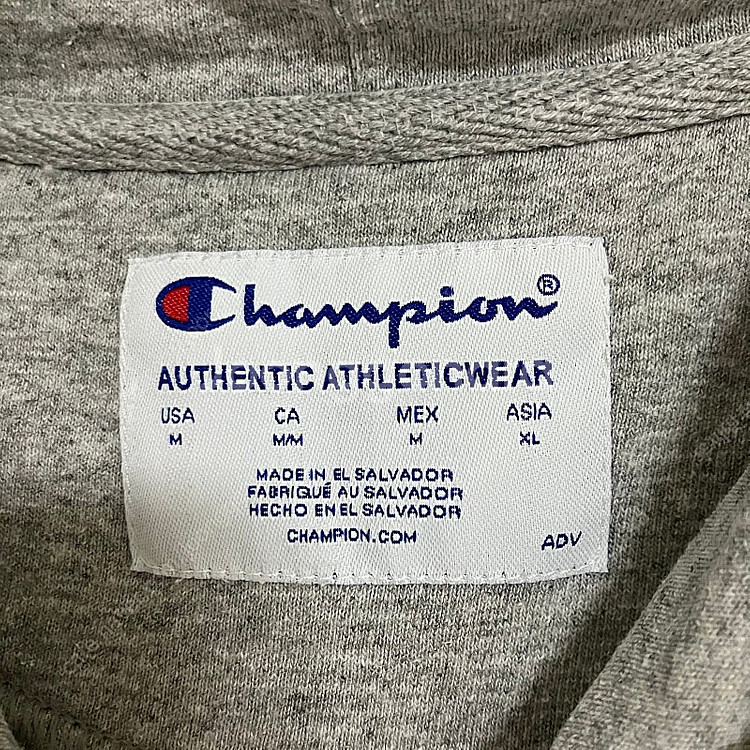 Champion®
AUTHENTIC ATHLETICWEAR
USA CA MEX ASIA
M M/M M XL
MADE IN EL SALVADOR
FABRIQUÉ AU SALVADOR
HECHO EN EL SALVADOR
CHAMPION.COM
ADV